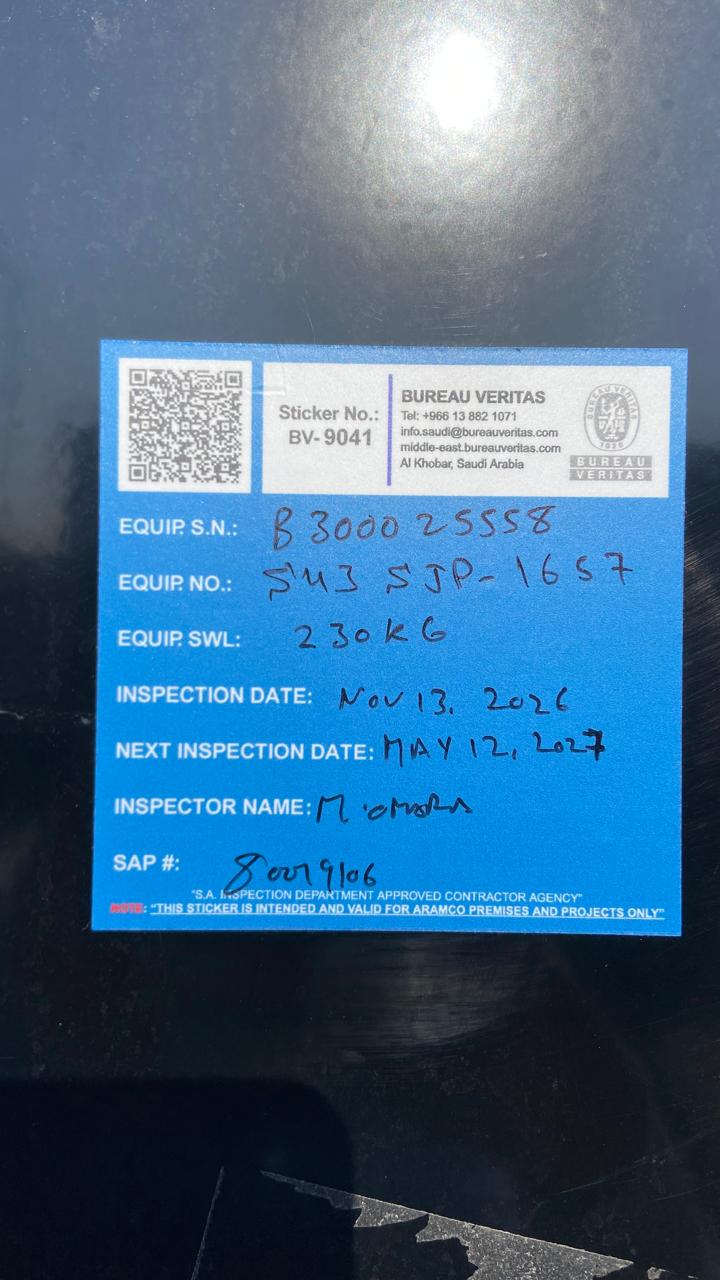 Sticker No.:
BV- 9041
BUREAU VERITAS
Tel: +966 13 882 1071
info.saudi@bureauveritas.com
middle-east.bureauveritas.com
Al Khobar, Saudi Arabia
BUREAU VERITAS
1828
BUREAU
VERITAS
EQUIP. S.N.: B300025558
EQUIP. NO.: SJP-1657
EQUIP. SWL: 230KG
INSPECTION DATE: NOV 13, 2026
NEXT INSPECTION DATE: MAY 12, 2027
INSPECTOR NAME:
SAP #:
"S.A. INSPECTION DEPARTMENT APPROVED CONTRACTOR AGENCY"
NOTE: "THIS STICKER IS INTENDED AND VALID FOR ARAMCO PREMISES AND PROJECTS ONLY"